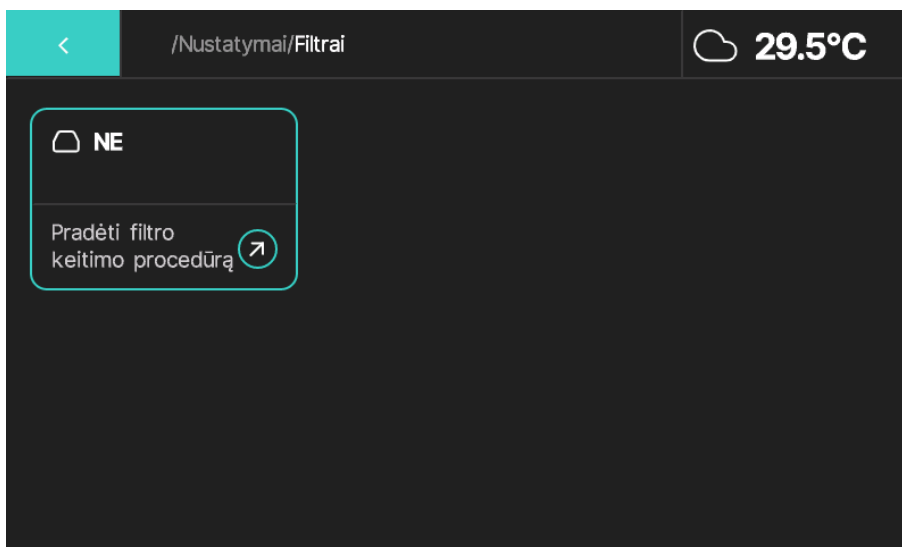 /Nustatymai/Filtrai
29.5°C
NE
Pradėti filtro
keitimo procedūrą